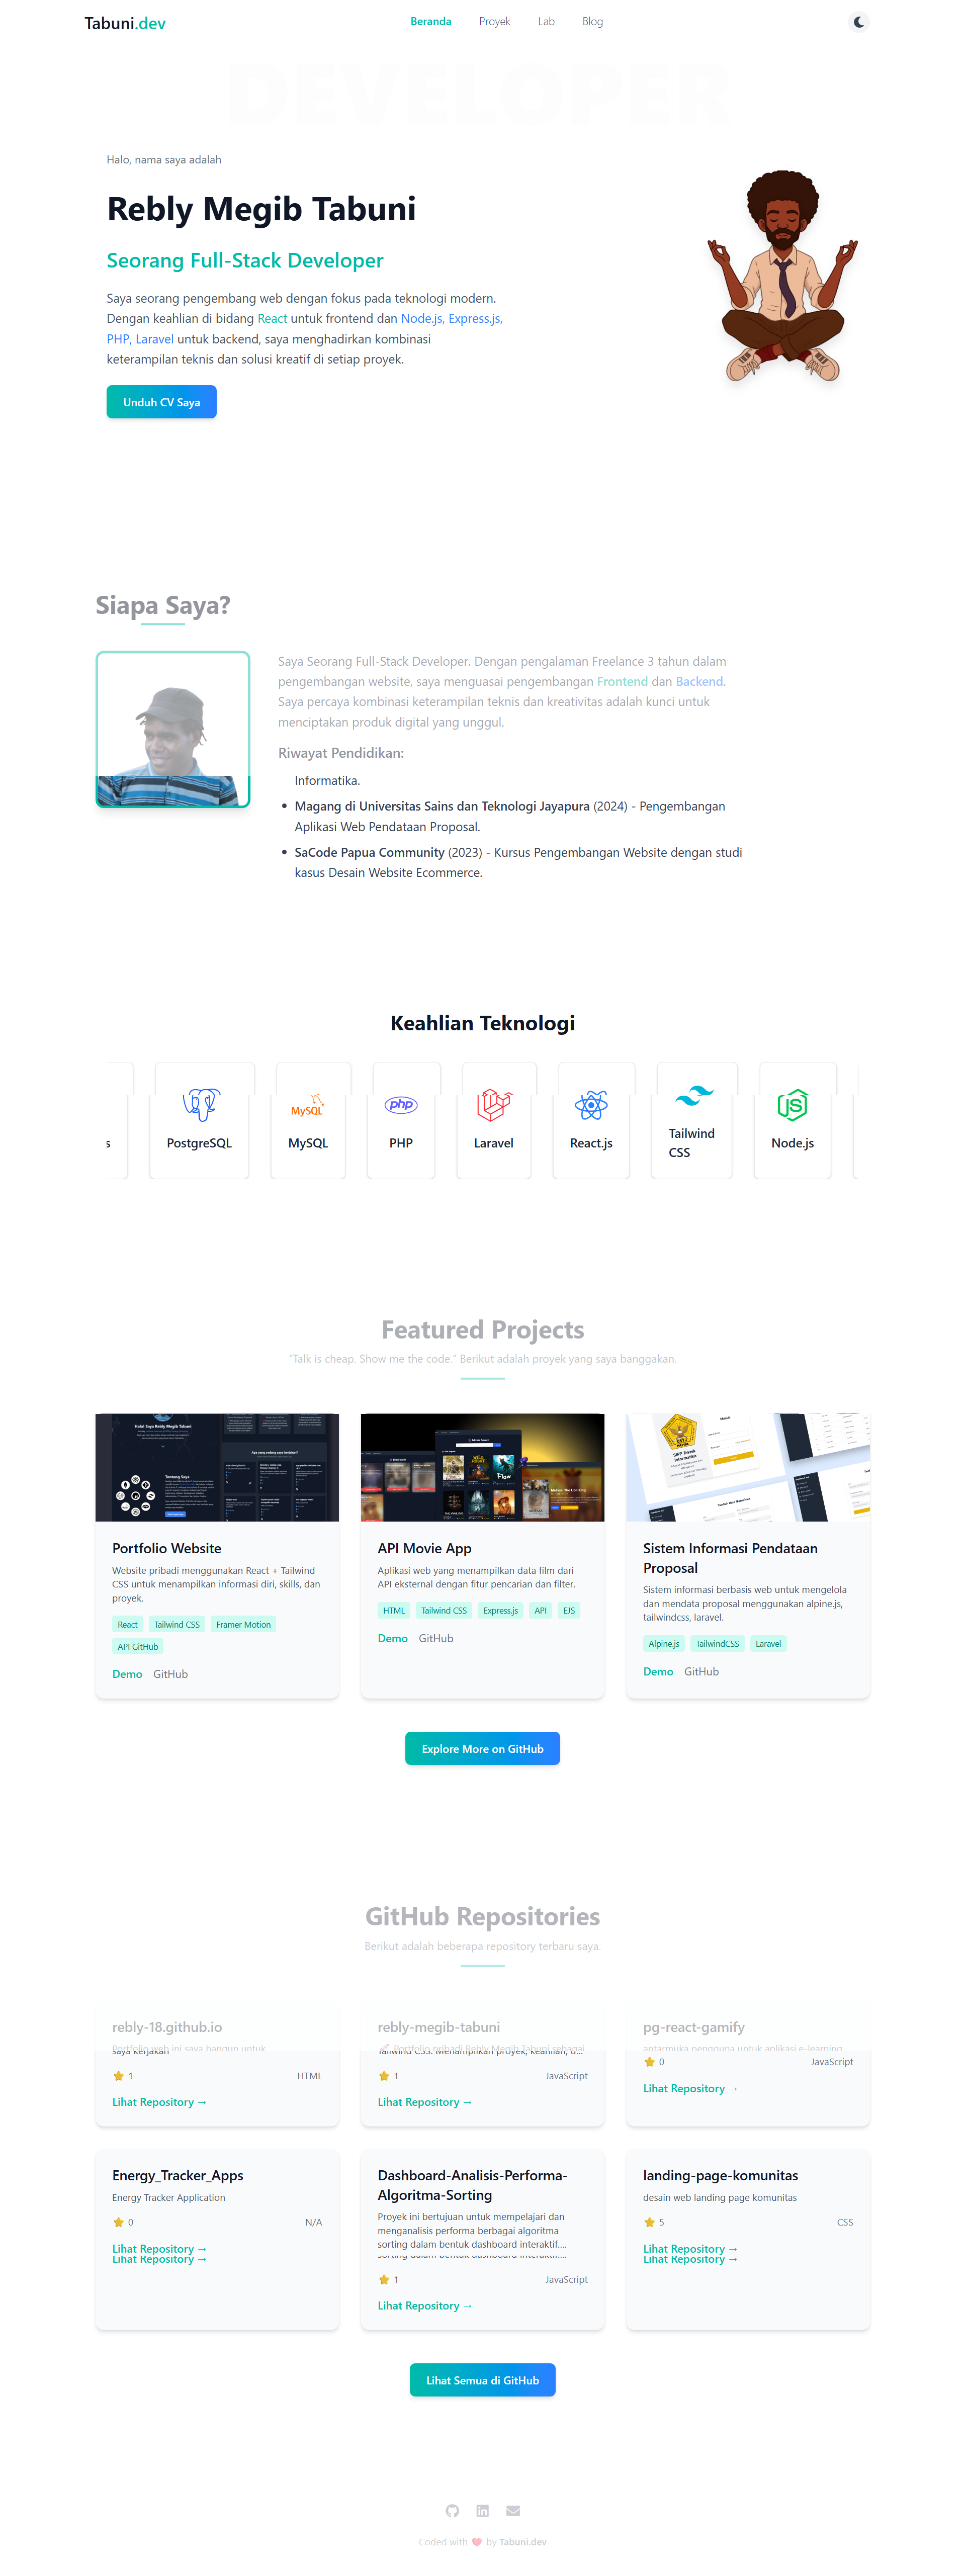 Tabuni.dev
Beranda Proyek Lab Blog
DEVELOPER
Halo, nama saya adalah
Rebly Megib Tabuni
Seorang Full-Stack Developer
Saya seorang pengembang web dengan fokus pada teknologi modern.
Dengan keahlian di bidang React untuk frontend dan Node.js, Express.js,
PHP, Laravel untuk backend, saya menghadirkan kombinasi
keterampilan teknis dan solusi kreatif di setiap proyek.
Unduh CV Saya
Siapa Saya?
Saya Seorang Full-Stack Developer. Dengan pengalaman Freelance 3 tahun dalam
pengembangan website, saya menguasai pengembangan Frontend dan Backend.
Saya percaya kombinasi keterampilan teknis dan kreativitas adalah kunci untuk
menciptakan produk digital yang unggul.
Riwayat Pendidikan:
Informatika.
• Magang di Universitas Sains dan Teknologi Jayapura (2024) - Pengembangan
Aplikasi Web Pendataan Proposal.
• SaCode Papua Community (2023) - Kursus Pengembangan Website dengan studi
kasus Desain Website Ecommerce.
Keahlian Teknologi
s PostgreSQL MySQL PHP Laravel React.js Tailwind CSS Node.js
Featured Projects
"Talk is cheap. Show me the code." Berikut adalah proyek yang saya banggakan.
Portfolio Website
Website pribadi menggunakan React + Tailwind
CSS untuk menampilkan informasi diri, skills, dan
proyek.
React Tailwind CSS Framer Motion
API GitHub
Demo GitHub
API Movie App
Aplikasi web yang menampilkan data film dari
API eksternal dengan fitur pencarian dan filter.
HTML Tailwind CSS Express.js API EJS
Demo GitHub
Sistem Informasi Pendataan
Proposal
Sistem informasi berbasis web untuk mengelola
dan mendata proposal menggunakan alpine.js,
tailwindcss, laravel.
Alpine.js TailwindCSS Laravel
Demo GitHub
Explore More on GitHub
GitHub Repositories
Berikut adalah beberapa repository terbaru saya.
rebly-18.github.io
Portfolio web ini saya bangun untuk
saya kerjakan
1 HTML
Lihat Repository →
rebly-megib-tabuni
Portfolio pribadi Rebly Megib Tabuni sebagai
Tailwind CSS. Menampilkan proyek, keahlian, d...
1 JavaScript
Lihat Repository →
pg-react-gamify
antarmuka pengguna untuk aplikasi e-learning
0 JavaScript
Lihat Repository →
Energy_Tracker_Apps
Energy Tracker Application
0 N/A
Lihat Repository →
Lihat Repository →
Dashboard-Analisis-Performa-
Algoritma-Sorting
Proyek ini bertujuan untuk mempelajari dan
menganalisis performa berbagai algoritma
sorting dalam bentuk dashboard interaktif....
sorting dalam bentuk dashboard interaktif....
1 JavaScript
Lihat Repository →
landing-page-komunitas
desain web landing page komunitas
5 CSS
Lihat Repository →
Lihat Repository →
Lihat Semua di GitHub
Coded with ❤ by Tabuni.dev